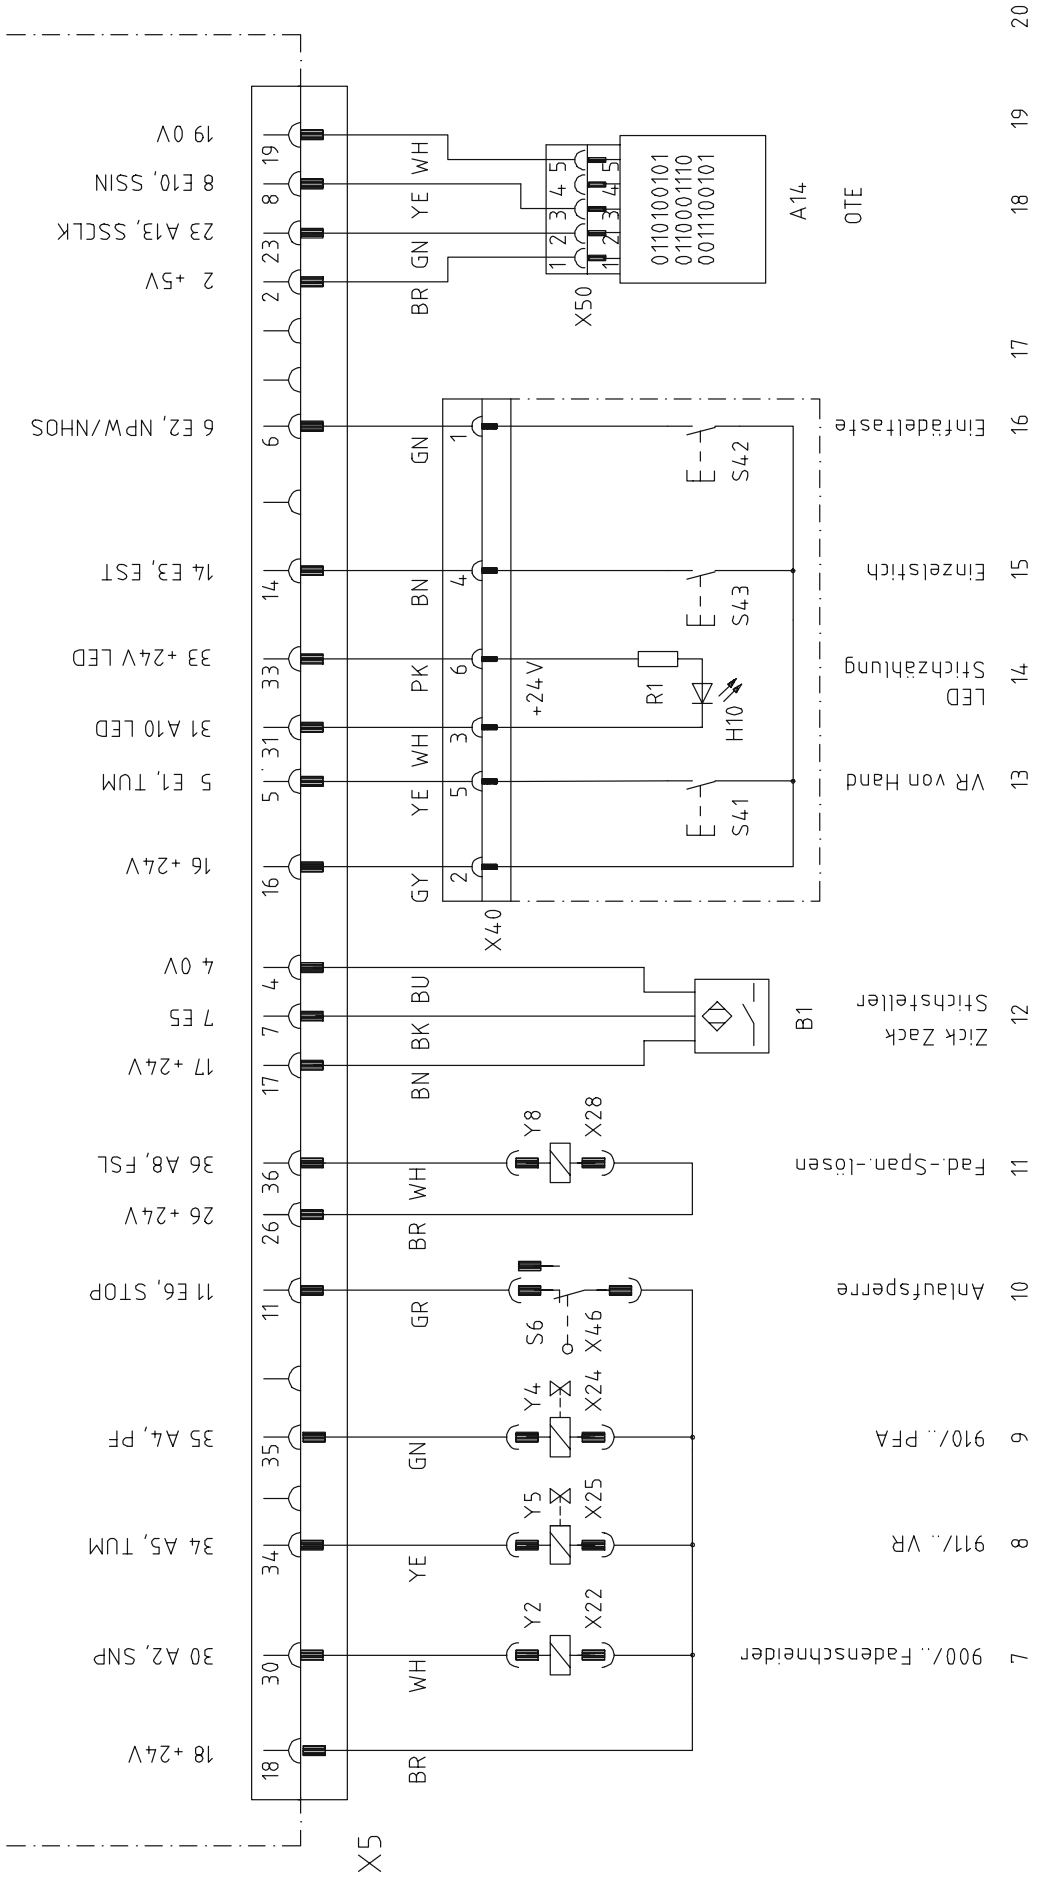 20
19 0V
19
WH
19
8 E10, SSIN
8
YE
18
23 A13, SSCLK
23
GN
2 +5V
2
BR
1 2 3 4 5
1 2 3 4 5
X50
01101100101
01100001110
00111100101
A14
OTE
17
6 E2, NPW/NHOS
6
GN
1
S42
Einfädeltaste
16
14 E3, EST
14
BN
4
S43
Einzelstich
15
33 +24V LED
33
PK
6
+24V
R1
LED
Stichzählung
14
31 A10 LED
31
WH
3
H10
5 E1, TUM
5
YE
5
S41
VR von Hand
13
16 +24V
16
GY
2
X40
4 0V
4
BU
7 E5
7
BK
B1
Zick Zack
Stichsteller
12
17 +24V
17
BN
36 A8, FSL
36
WH
Y8
X28
Fad.-Span.-lösen
11
26 +24V
26
BR
11 E6, STOP
11
GR
S6
X46
Anlaufsperre
10
35 A4, PF
35
GN
Y4
X24
910/.. PFA
9
34 A5, TUM
34
YE
Y5
X25
911/.. VR
8
30 A2, SNP
30
WH
Y2
X22
900/.. Fadenschneider
7
18 +24V
18
BR
X5